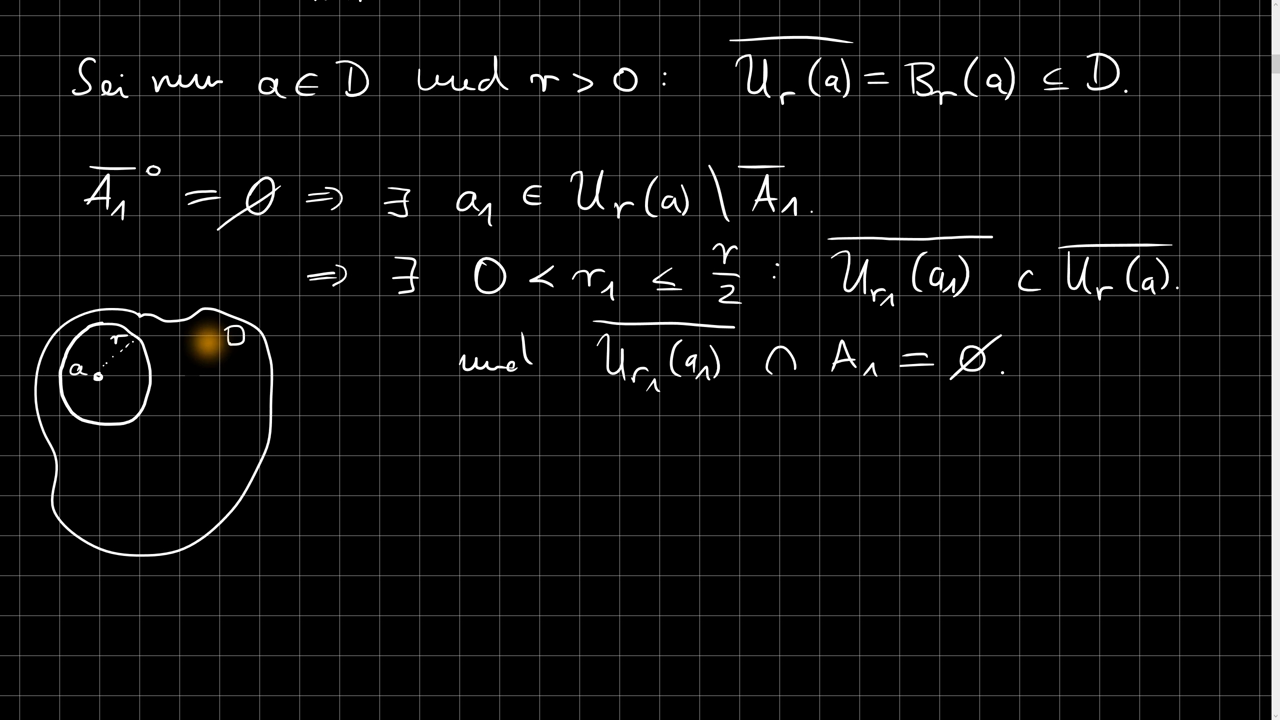 Sei nun a ∈ D und r > 0 : \overline{U_r(a)} = B_r(a) ⊆ D.
\overline{A_1}° = ∅ ⇒ ∃ a_1 ∈ U_r(a) \ \overline{A_1}.
⇒ ∃ 0 < r_1 ≤ \frac{r}{2} : \overline{U_{r_1}(a_1)} ⊂ \overline{U_r(a)}.
und \overline{U_{r_1}(a_1)} ∩ A_1 = ∅.
r D
a